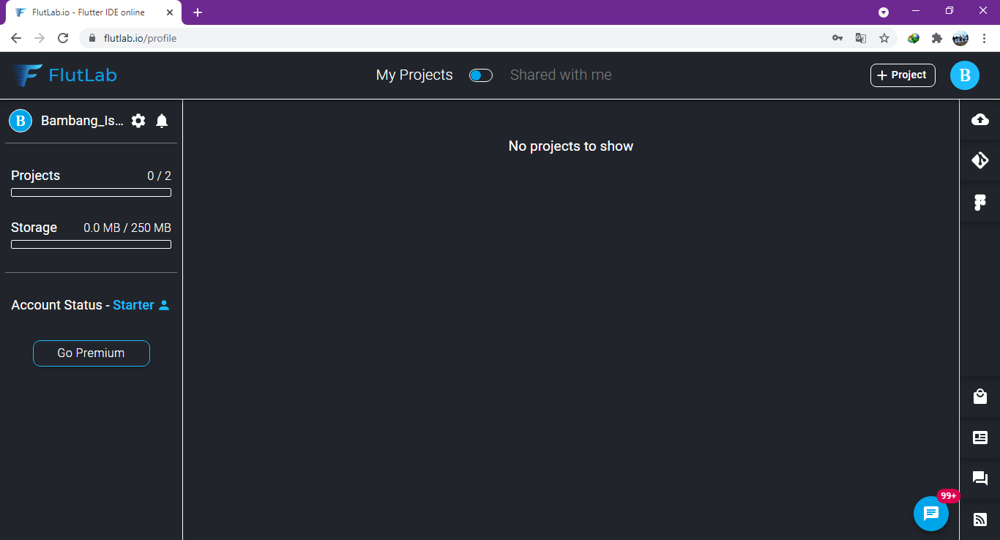 FlutLab.io - Flutter IDE online
flutlab.io/profile
FlutLab
My Projects
Shared with me
+ Project
B
B
Bambang_Is...
Projects
0 / 2
Storage
0.0 MB / 250 MB
Account Status - Starter
Go Premium
No projects to show
99+